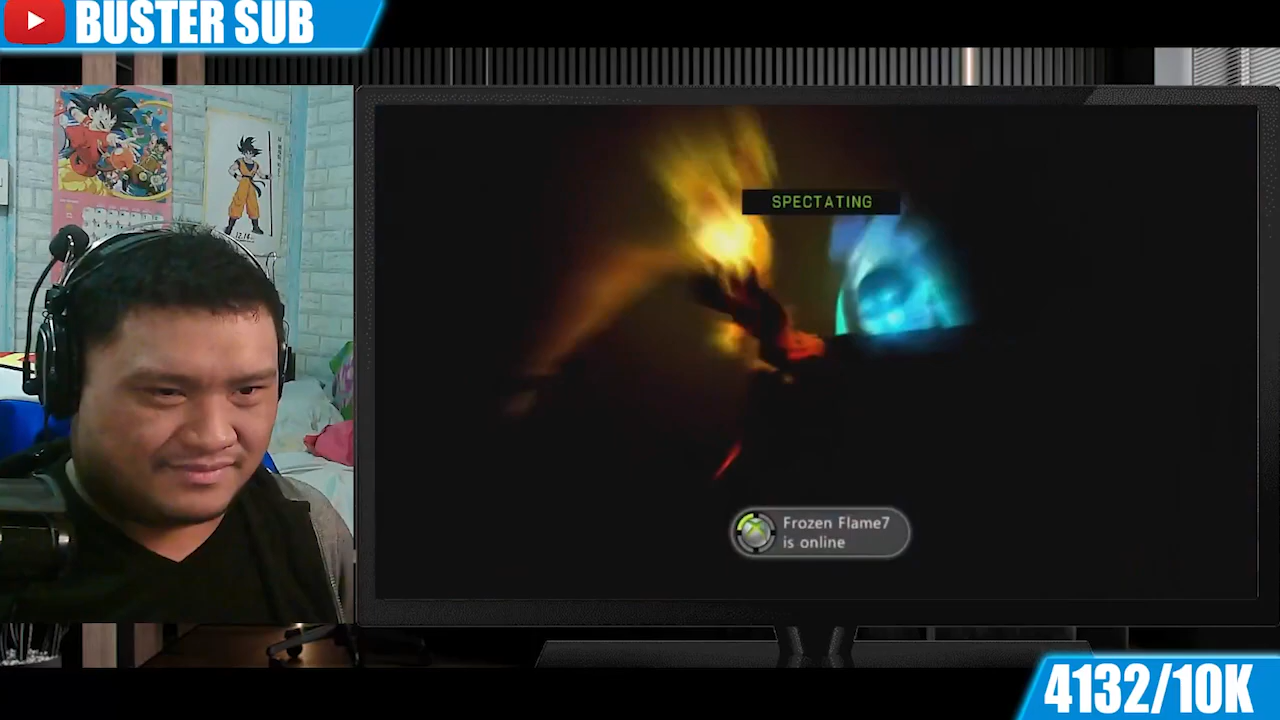 BUSTER SUB
SPECTATING
Frozen Flame7
is online
4132/10K